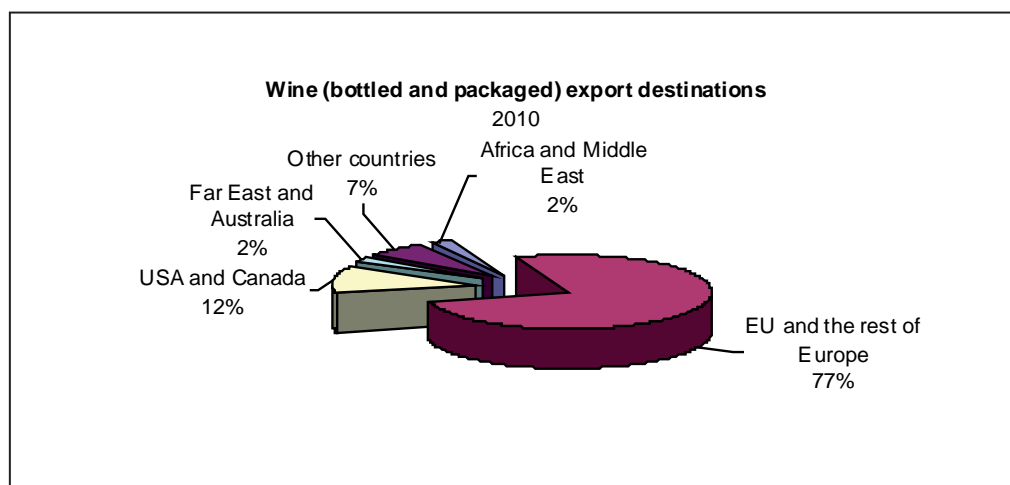 Wine (bottled and packaged) export destinations
2010
Africa and Middle
East
2%
Other countries
7%
Far East and
Australia
2%
USA and Canada
12%
EU and the rest of
Europe
77%